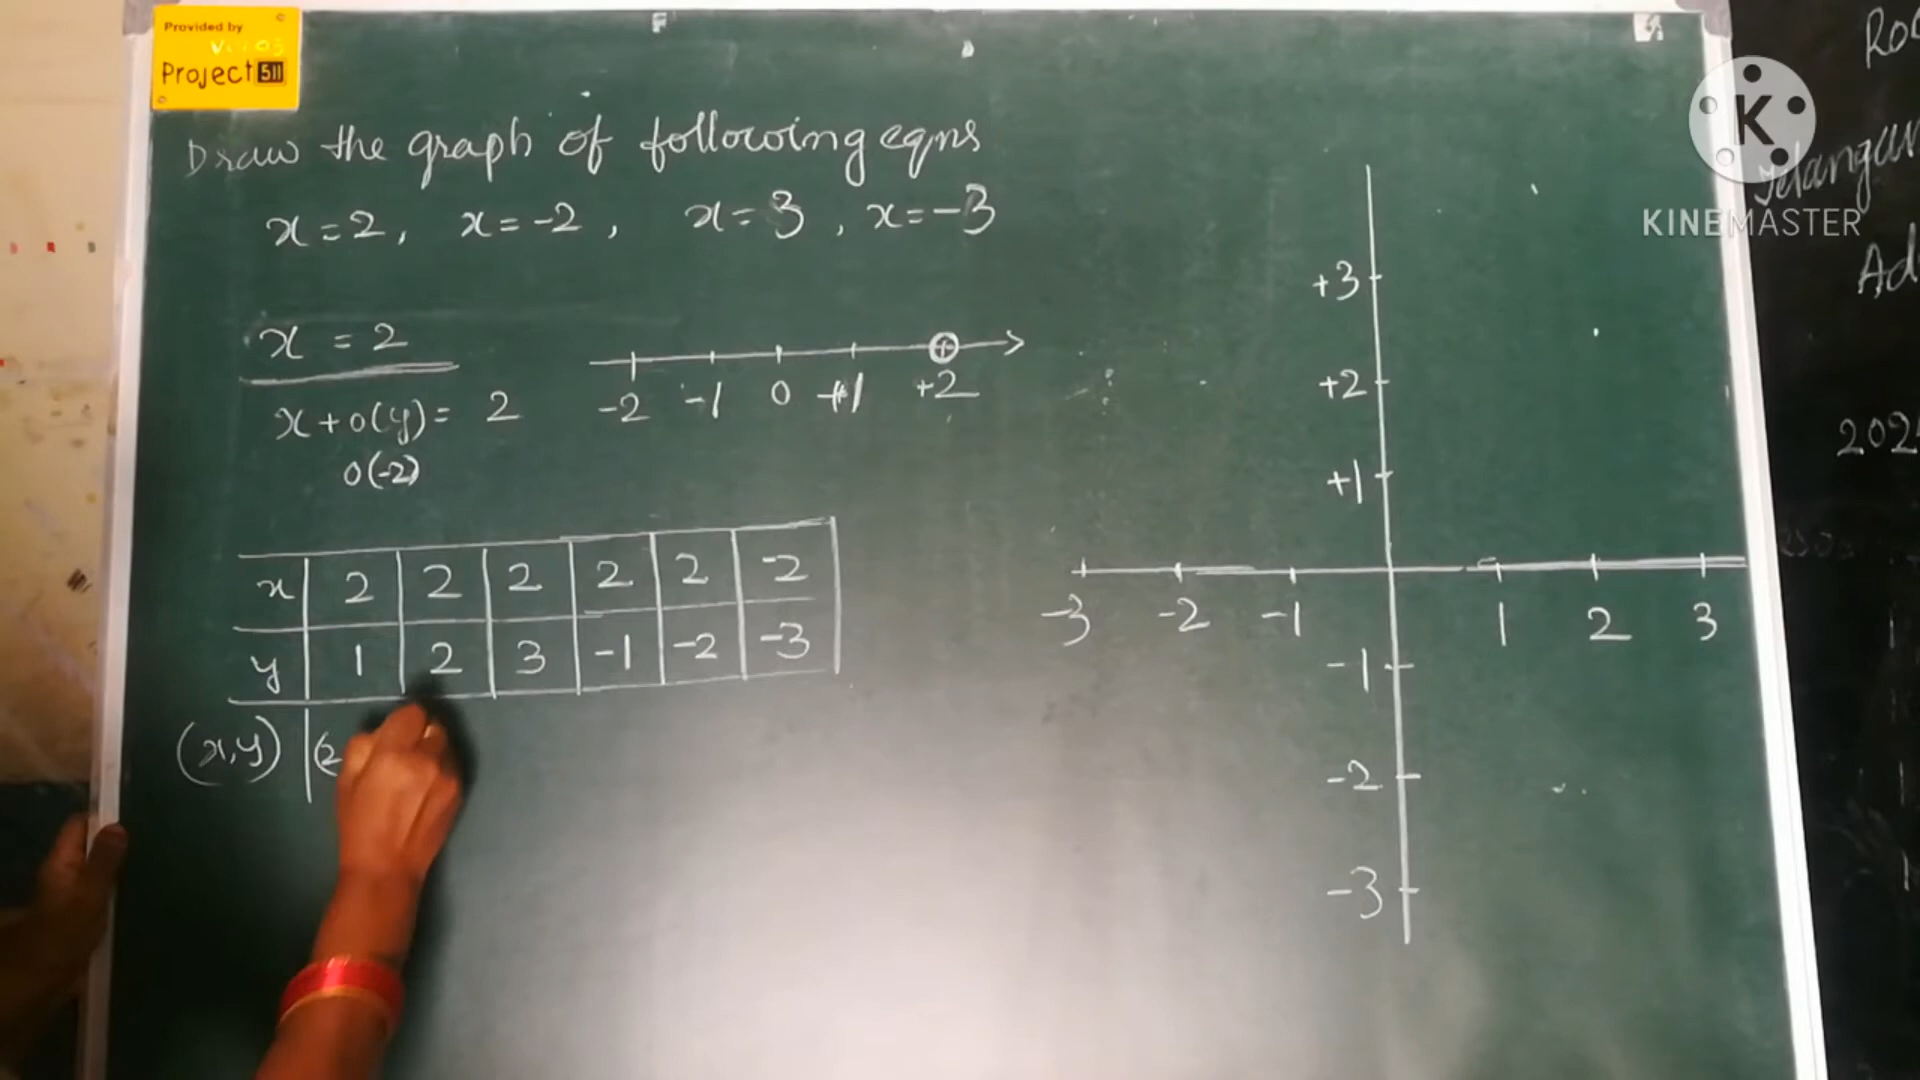 Provided by
Project 511
Draw the graph of following eqns
x = 2, x = -2, x = 3, x = -3
x = 2
x + 0(y) = 2
0(-2)
-2 -1 0 +1 +2
x 2 2 2 2 2 -2
y 1 2 3 -1 -2 -3
(x,y) (2
+3
+2
+1
-3 -2 -1 1 2 3
-1
-2
-3
K
KINEMASTER